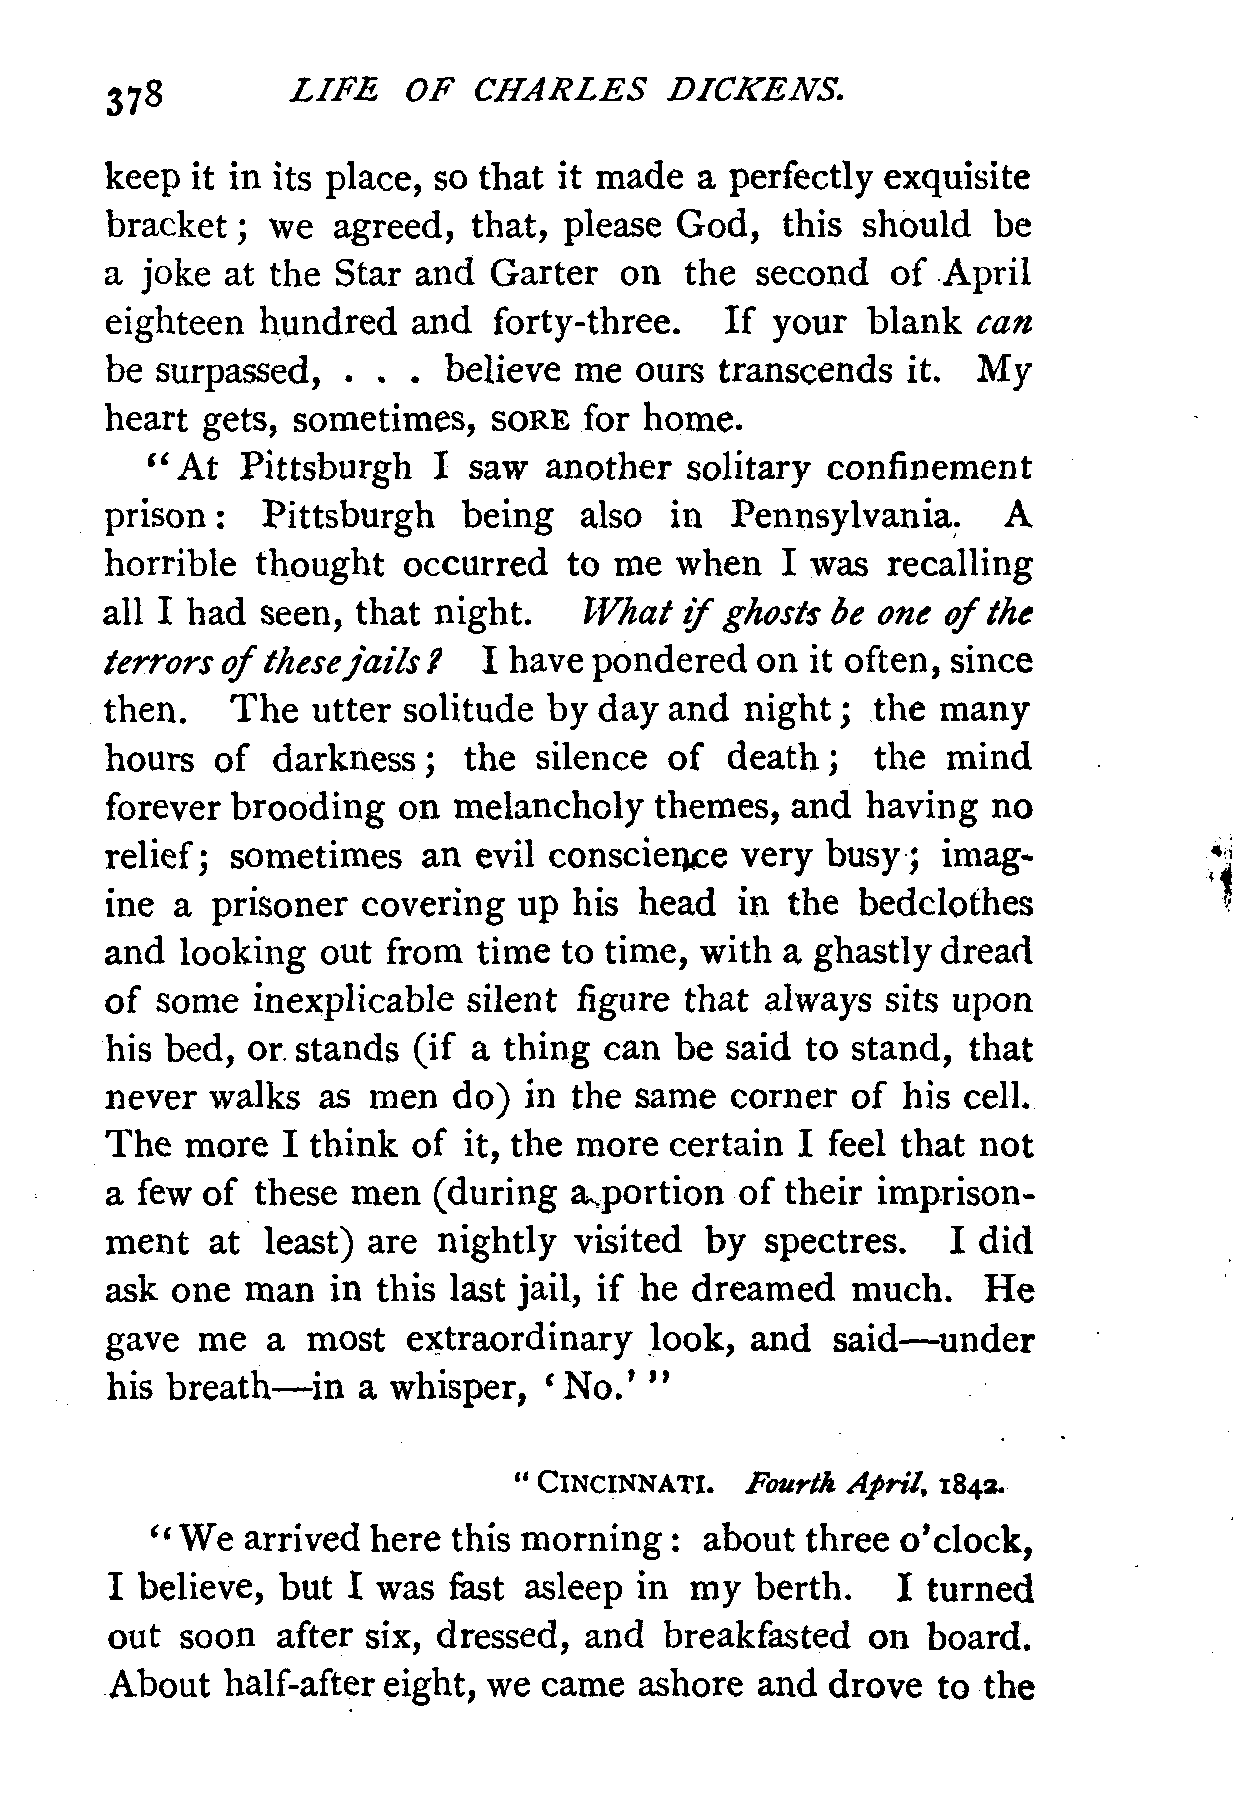 378 LIFE OF CHARLES DICKENS.
keep it in its place, so that it made a perfectly exquisite
bracket ; we agreed, that, please God, this should be
a joke at the Star and Garter on the second of April
eighteen hundred and forty-three. If your blank can
be surpassed, . . . believe me ours transcends it. My
heart gets, sometimes, SORE for home.
“At Pittsburgh I saw another solitary confinement
prison : Pittsburgh being also in Pennsylvania. A
horrible thought occurred to me when I was recalling
all I had seen, that night. What if ghosts be one of the
terrors of these jails? I have pondered on it often, since
then. The utter solitude by day and night ; the many
hours of darkness ; the silence of death ; the mind
forever brooding on melancholy themes, and having no
relief ; sometimes an evil conscience very busy ; imag-
ine a prisoner covering up his head in the bedclothes
and looking out from time to time, with a ghastly dread
of some inexplicable silent figure that always sits upon
his bed, or stands (if a thing can be said to stand, that
never walks as men do) in the same corner of his cell.
The more I think of it, the more certain I feel that not
a few of these men (during a portion of their imprison-
ment at least) are nightly visited by spectres. I did
ask one man in this last jail, if he dreamed much. He
gave me a most extraordinary look, and said—under
his breath—in a whisper, ‘No.’ ”
“CINCINNATI. Fourth April, 1842.
“We arrived here this morning : about three o’clock,
I believe, but I was fast asleep in my berth. I turned
out soon after six, dressed, and breakfasted on board.
About half-after eight, we came ashore and drove to the